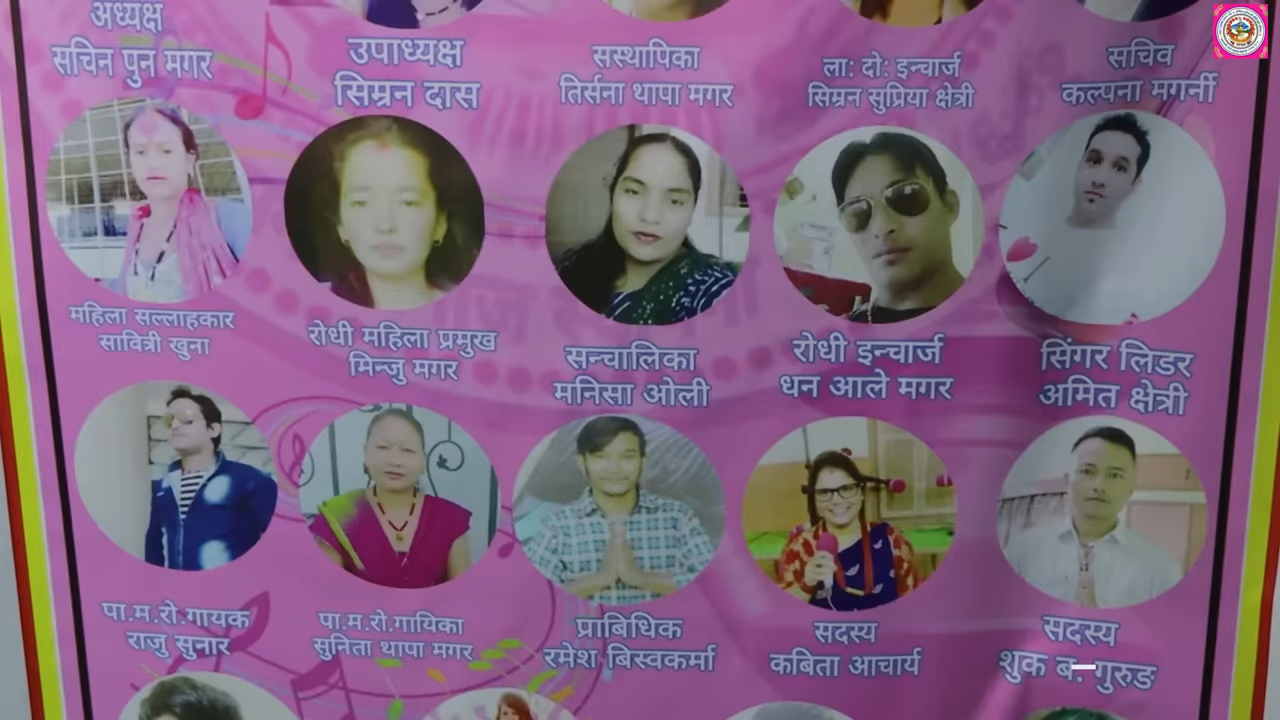 अध्यक्ष
सचिन पुन मगर
उपाध्यक्ष
सिम्रन दास
सस्थापिका
तिर्सना थापा मगर
ला: दो: इन्चार्ज
सिम्रन सुप्रिया क्षेत्री
सचिव
कल्पना मगर्नी
महिला सल्लाहकार
सावित्री खुना
रोधी महिला प्रमुख
मिन्जु मगर
सन्चालिका
मनिसा ओली
रोधी इन्चार्ज
धन आले मगर
सिंगर लिडर
अमित क्षेत्री
पा.म.रो.गायक
राजु सुनार
पा.म.रो.गायिका
सुनिता थापा मगर
प्राबिधिक
रमेश बिस्वकर्मा
सदस्य
कबिता आचार्य
सदस्य
शुक ब. गुरुङ